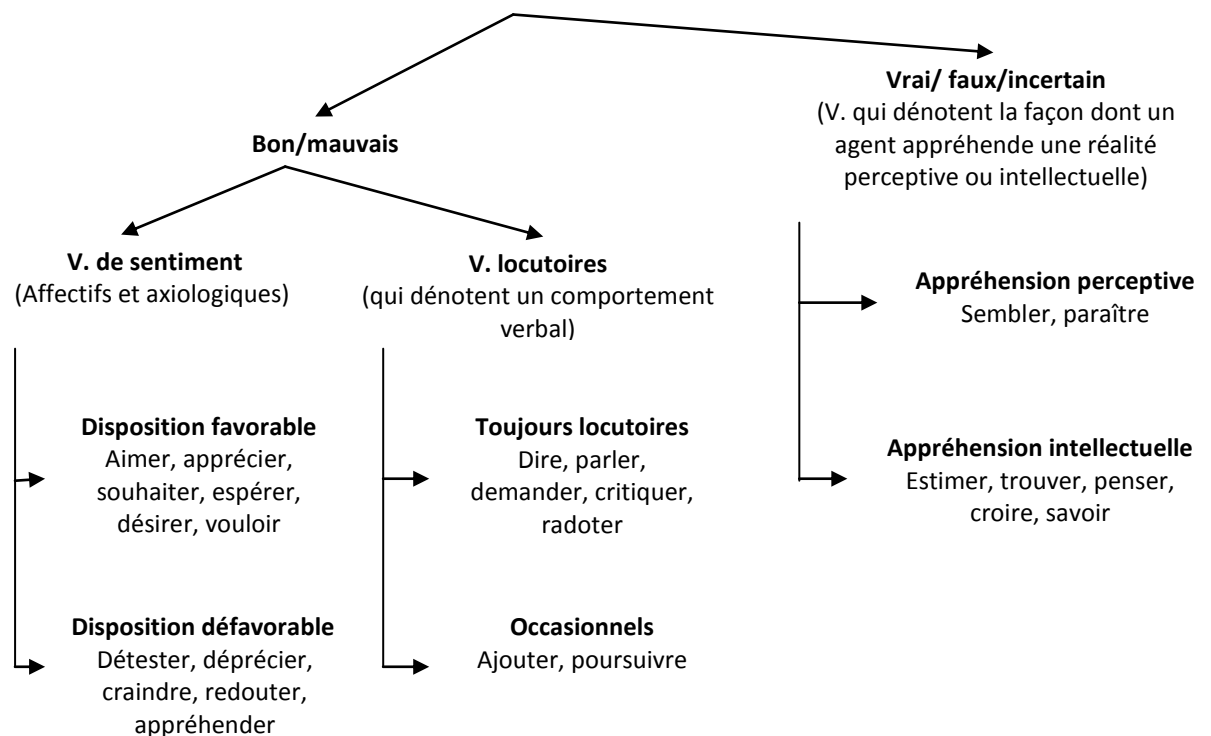 Vrai/ faux/incertain
(V. qui dénotent la façon dont un
agent appréhende une réalité
perceptive ou intellectuelle)
Bon/mauvais
V. de sentiment
(Affectifs et axiologiques)
V. locutoires
(qui dénotent un comportement
verbal)
Appréhension perceptive
Sembler, paraître
Disposition favorable
Aimer, apprécier,
souhaiter, espérer,
désirer, vouloir
Toujours locutoires
Dire, parler,
demander, critiquer,
radoter
Appréhension intellectuelle
Estimer, trouver, penser,
croire, savoir
Disposition défavorable
Détester, déprécier,
craindre, redouter,
appréhender
Occasionnels
Ajouter, poursuivre